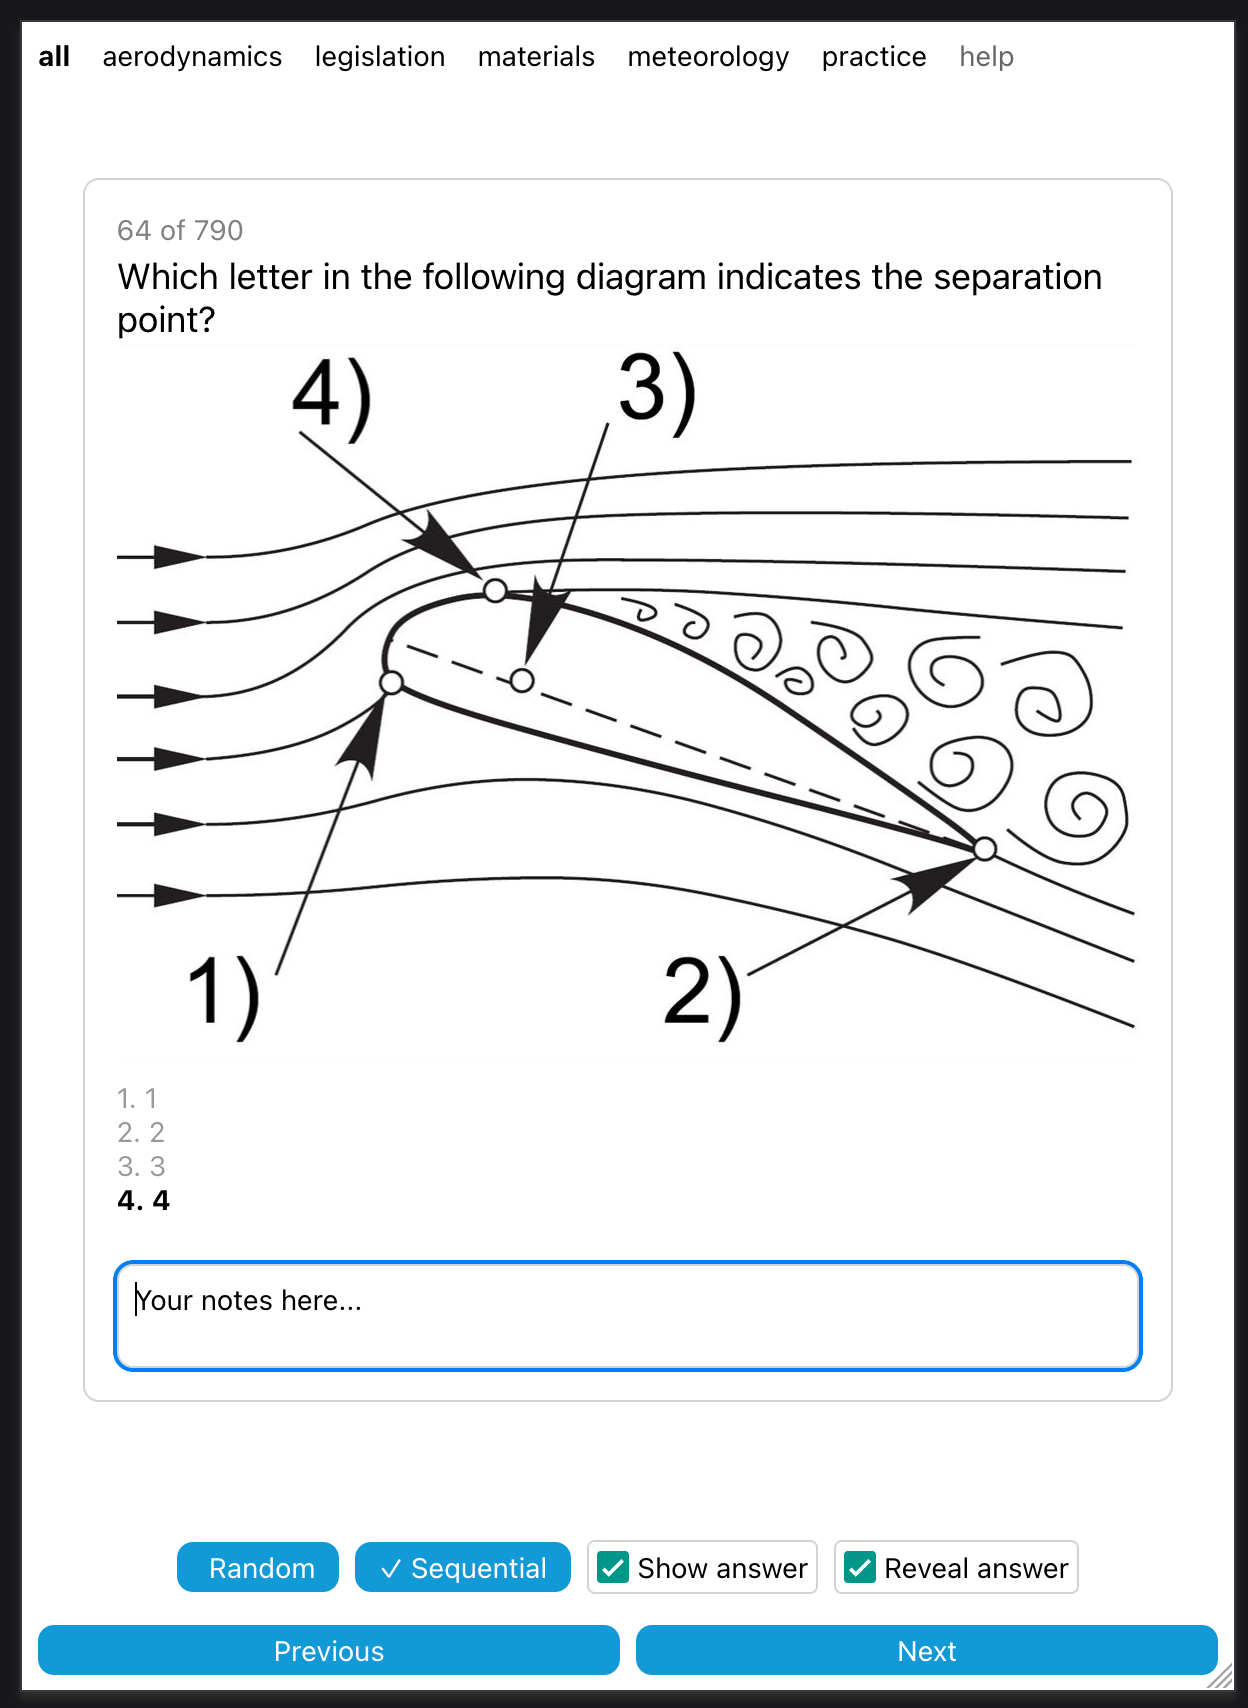 all aerodynamics legislation materials meteorology practice help
64 of 790
Which letter in the following diagram indicates the separation
point?
4) 3)
1) 2)
1. 1
2. 2
3. 3
4. 4
Your notes here...
Random ✓ Sequential Show answer Reveal answer
Previous Next